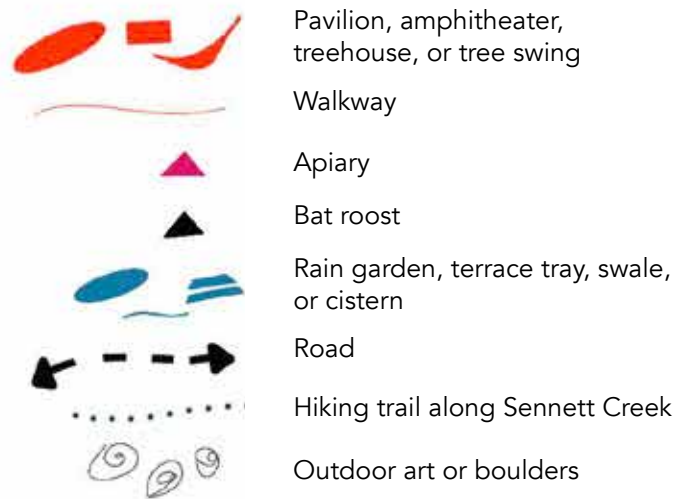 Pavilion, amphitheater,
treehouse, or tree swing
Walkway
Apiary
Bat roost
Rain garden, terrace tray, swale,
or cistern
Road
Hiking trail along Sennett Creek
Outdoor art or boulders